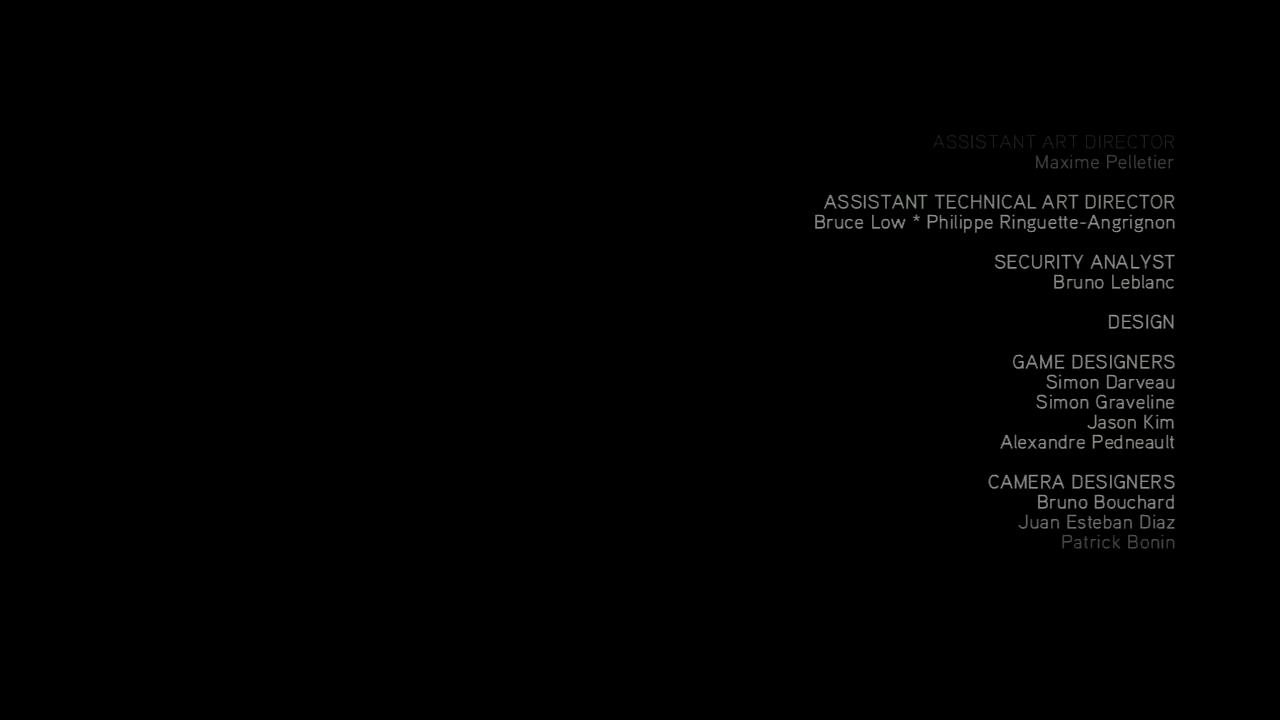 ASSISTANT ART DIRECTOR
Maxime Pelletier
ASSISTANT TECHNICAL ART DIRECTOR
Bruce Low * Philippe Ringuette-Angrignon
SECURITY ANALYST
Bruno Leblanc
DESIGN
GAME DESIGNERS
Simon Darveau
Simon Graveline
Jason Kim
Alexandre Pedneault
CAMERA DESIGNERS
Bruno Bouchard
Juan Esteban Diaz
Patrick Bonin